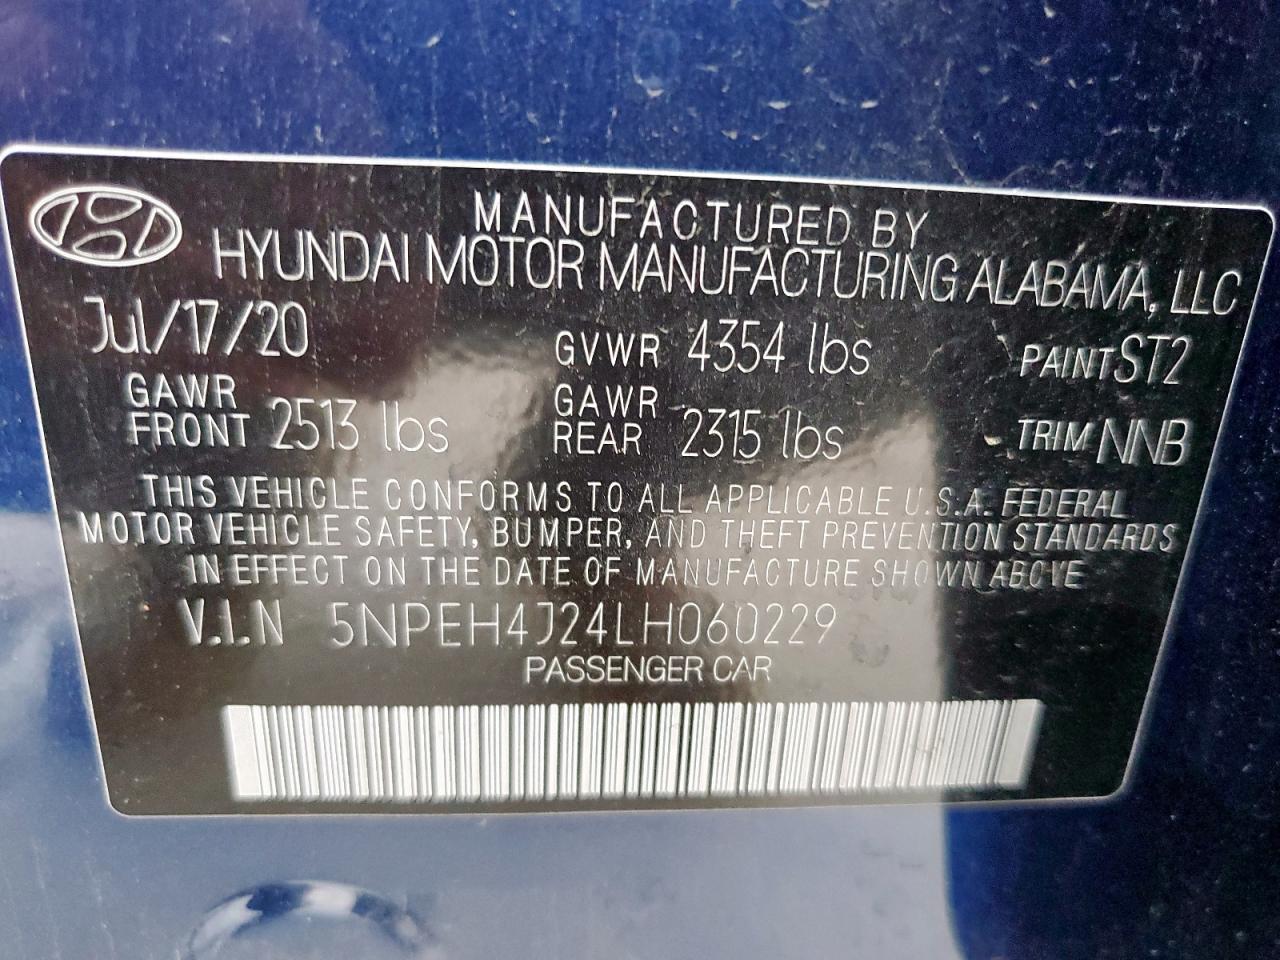 MANUFACTURED BY
HYUNDAI MOTOR MANUFACTURING ALABAMA, LLC
Jul/17/20 GVWR 4354 lbs PAINT ST2
GAWR FRONT 2513 lbs GAWR REAR 2315 lbs TRIM NNB
THIS VEHICLE CONFORMS TO ALL APPLICABLE U.S.A. FEDERAL
MOTOR VEHICLE SAFETY, BUMPER, AND THEFT PREVENTION STANDARDS
IN EFFECT ON THE DATE OF MANUFACTURE SHOWN ABOVE
V.I.N 5NPEH4J24LH060229
PASSENGER CAR